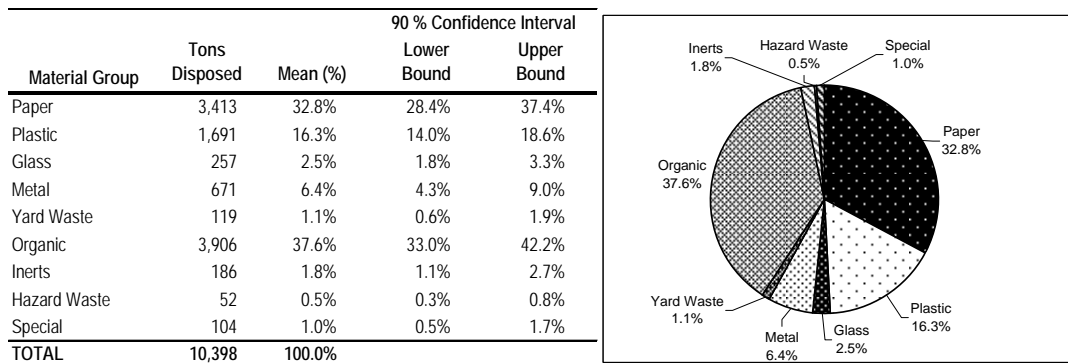 90 % Confidence Interval
Tons Lower Upper
Material Group Disposed Mean (%) Bound Bound
Paper 3,413 32.8% 28.4% 37.4%
Plastic 1,691 16.3% 14.0% 18.6%
Glass 257 2.5% 1.8% 3.3%
Metal 671 6.4% 4.3% 9.0%
Yard Waste 119 1.1% 0.6% 1.9%
Organic 3,906 37.6% 33.0% 42.2%
Inerts 186 1.8% 1.1% 2.7%
Hazard Waste 52 0.5% 0.3% 0.8%
Special 104 1.0% 0.5% 1.7%
TOTAL 10,398 100.0%
Inerts
1.8%
Hazard Waste
0.5%
Special
1.0%
Paper
32.8%
Organic
37.6%
Yard Waste
1.1%
Metal
6.4%
Glass
2.5%
Plastic
16.3%